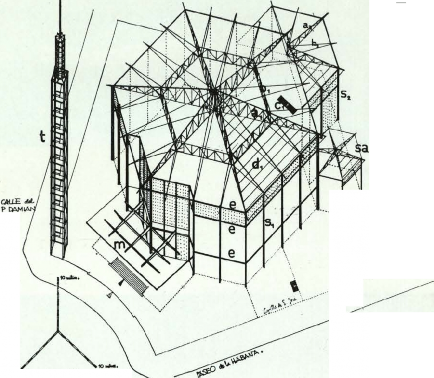 a
b
s₂
t
sa
d₁
e
s₁
e
e
m
CALLE del
P. DAMIAN
10 metros.
10 metros.
PASEO de la HABANA.